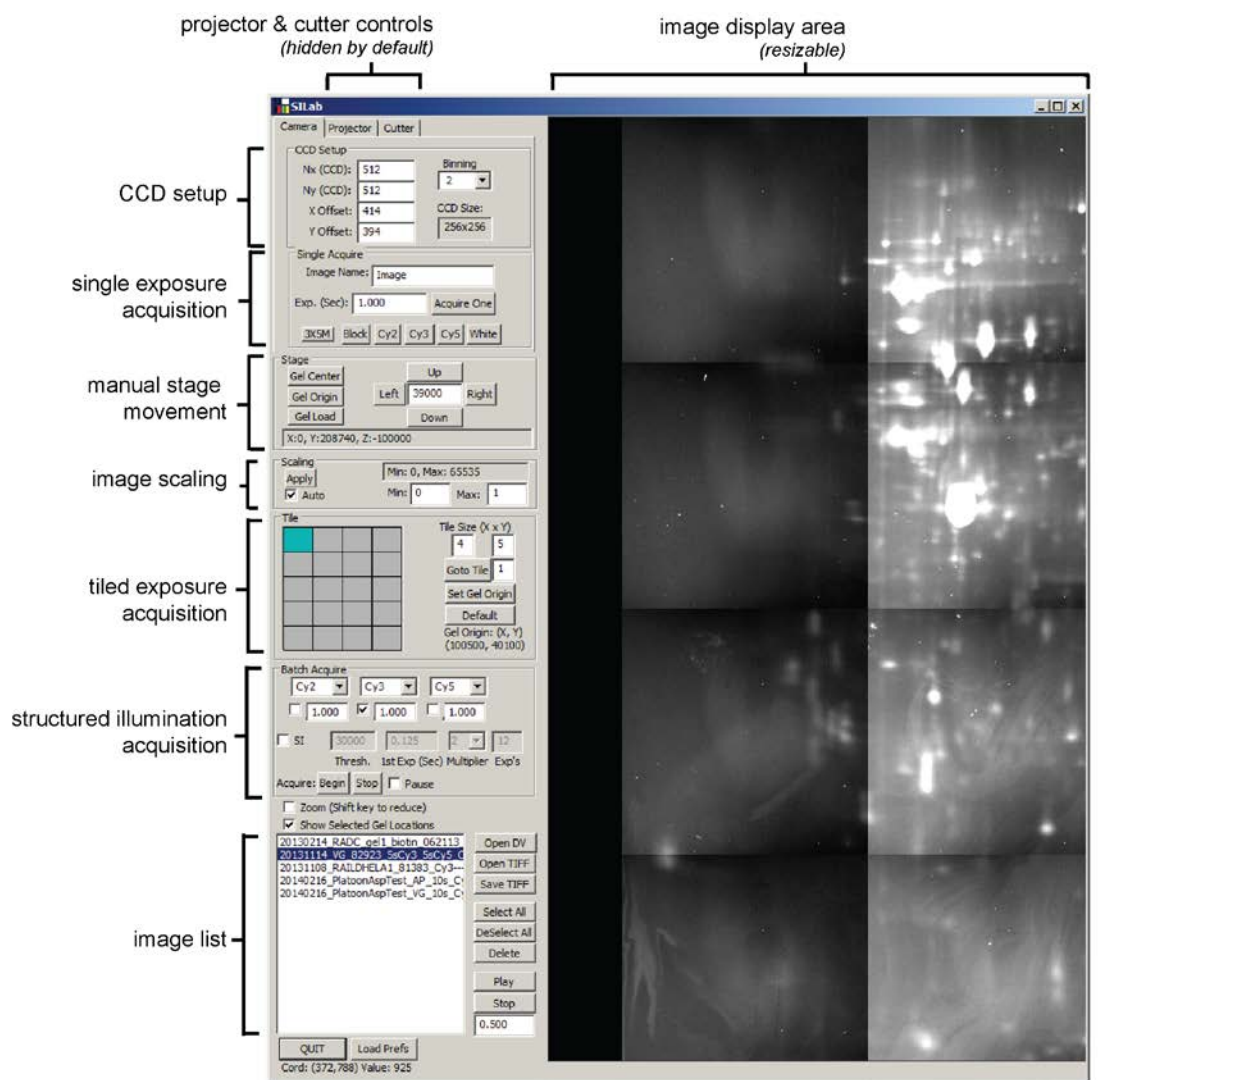 projector & cutter controls
(hidden by default)
image display area
(resizable)
SILab
Camera Projector Cutter
CCD setup
CCD Setup
Nx (CCD): 512
Binning
2
Ny (CCD): 512
X Offset: 414
CCD Size:
256x256
Y Offset: 394
single exposure
acquisition
Single Acquire
Image Name: Image
Exp. (Sec): 1.000 Acquire One
3X5M Block Cy2 Cy3 Cy5 White
manual stage
movement
Stage
Gel Center
Gel Origin
Gel Load
Up
Left 39000 Right
Down
X:0, Y:208740, Z:-100000
image scaling
Scaling
Apply
Min: 0, Max: 65535
Auto
Min: 0 Max: 1
tiled exposure
acquisition
Tile
Tile Size (X x Y)
4 5
Goto Tile 1
Set Gel Origin
Default
Gel Origin: (X, Y)
(100500, 40100)
structured illumination
acquisition
Batch Acquire
Cy2 Cy3 Cy5
1.000 1.000 1.000
SI 30000 0.125 2 12
Thresh. 1st Exp (Sec) Multiplier Exp's
Acquire: Begin Stop Pause
Zoom (Shift key to reduce)
Show Selected Gel Locations
image list
20130214_RADC_gel1_biotin_062113_
20131114_VG_82923_SsCy3_SsCy5_C
20131108_RAILDHELA1_81383_Cy3---
20140216_PlatoonAspTest_AP_10s_Cy
20140216_PlatoonAspTest_VG_10s_Cy
Open DV
Open TIFF
Save TIFF
Select All
DeSelect All
Delete
Play
Stop
0.500
QUIT Load Prefs
Cord: (372,788) Value: 925